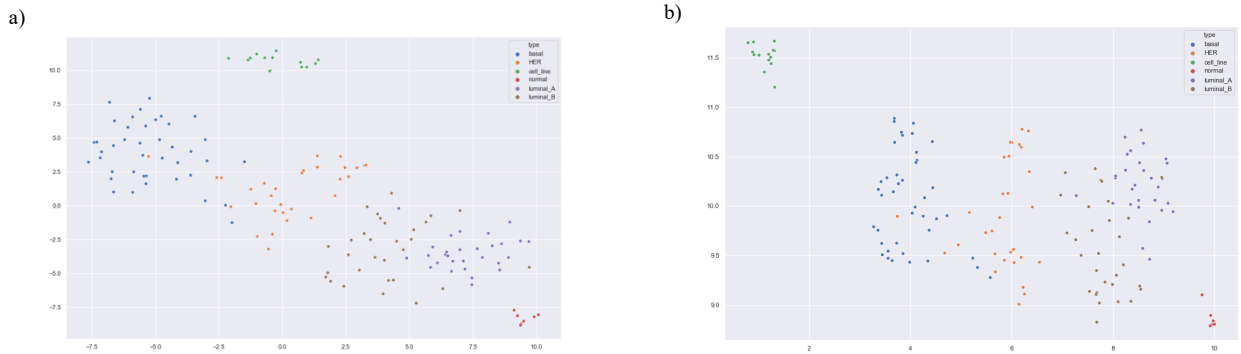 a)
type
basal
HER
cell_line
normal
luminal_A
luminal_B
10.0
7.5
5.0
2.5
0.0
−2.5
−5.0
−7.5
−7.5 −5.0 −2.5 0.0 2.5 5.0 7.5 10.0
b)
type
basal
HER
cell_line
normal
luminal_A
luminal_B
11.5
11.0
10.5
10.0
9.5
9.0
2 4 6 8 10